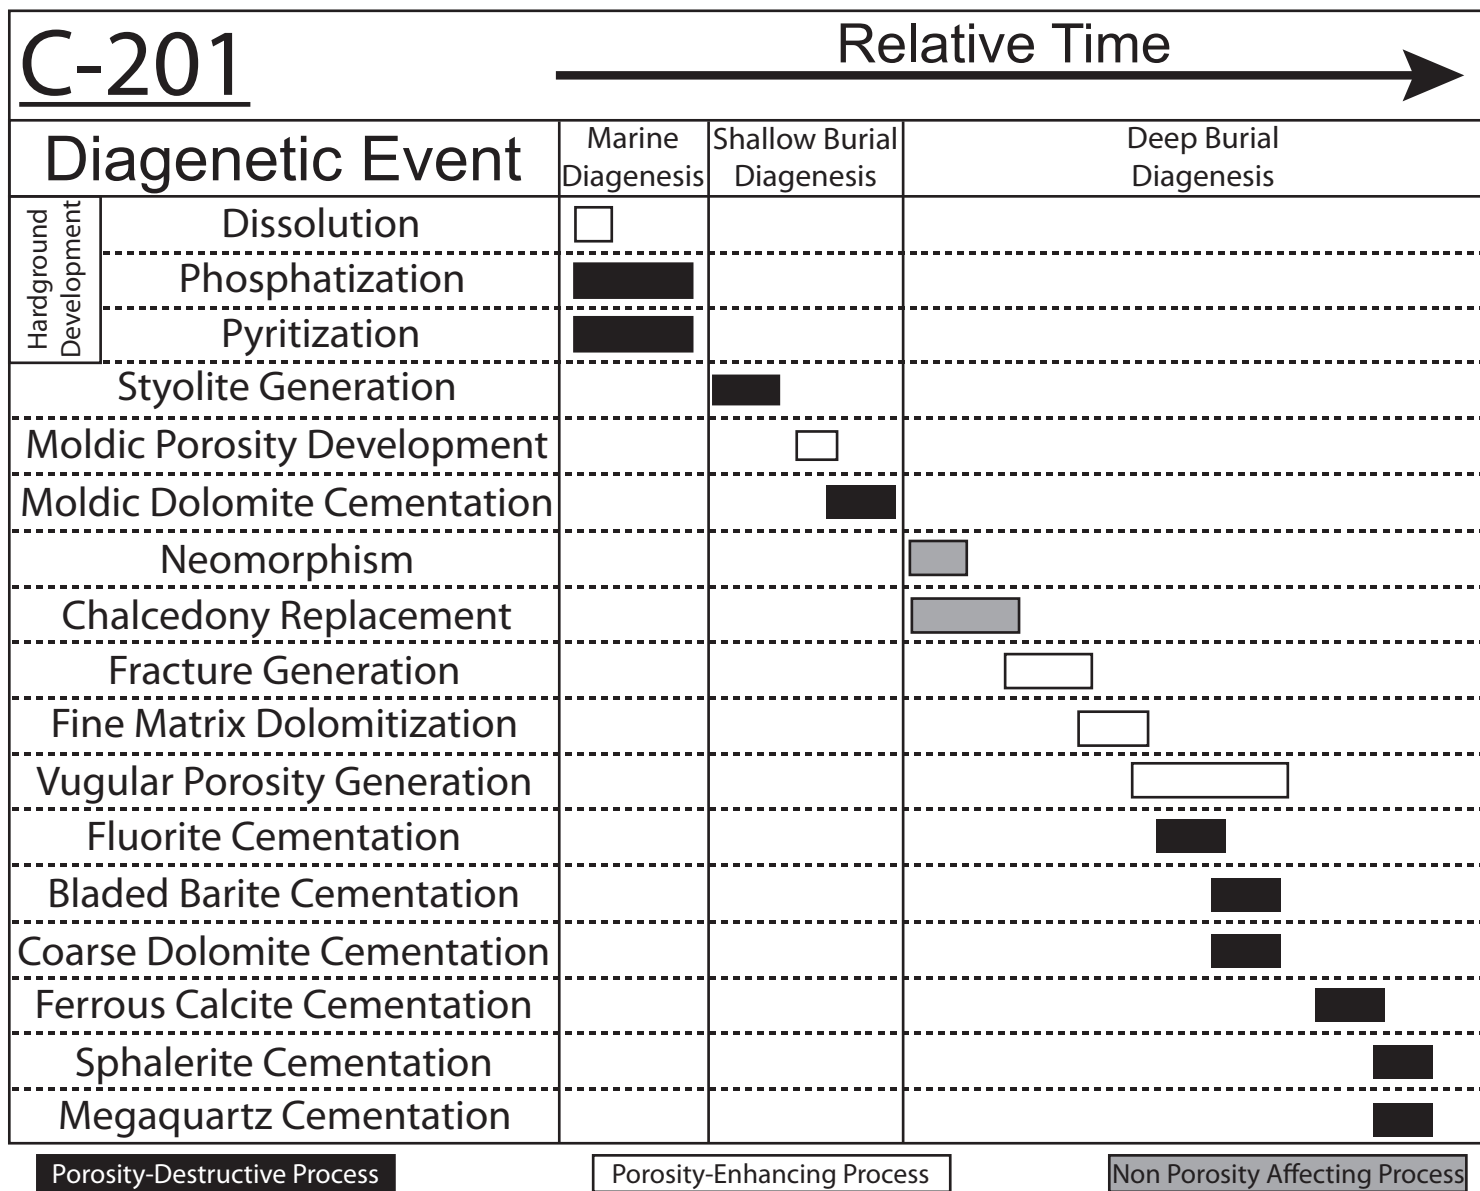 C-201
Relative Time
Diagenetic Event
Marine
Diagenesis
Shallow Burial
Diagenesis
Deep Burial
Diagenesis
Hardground
Development
Dissolution
Phosphatization
Pyritization
Styolite Generation
Moldic Porosity Development
Moldic Dolomite Cementation
Neomorphism
Chalcedony Replacement
Fracture Generation
Fine Matrix Dolomitization
Vugular Porosity Generation
Fluorite Cementation
Bladed Barite Cementation
Coarse Dolomite Cementation
Ferrous Calcite Cementation
Sphalerite Cementation
Megaquartz Cementation
Porosity-Destructive Process
Porosity-Enhancing Process
Non Porosity Affecting Process